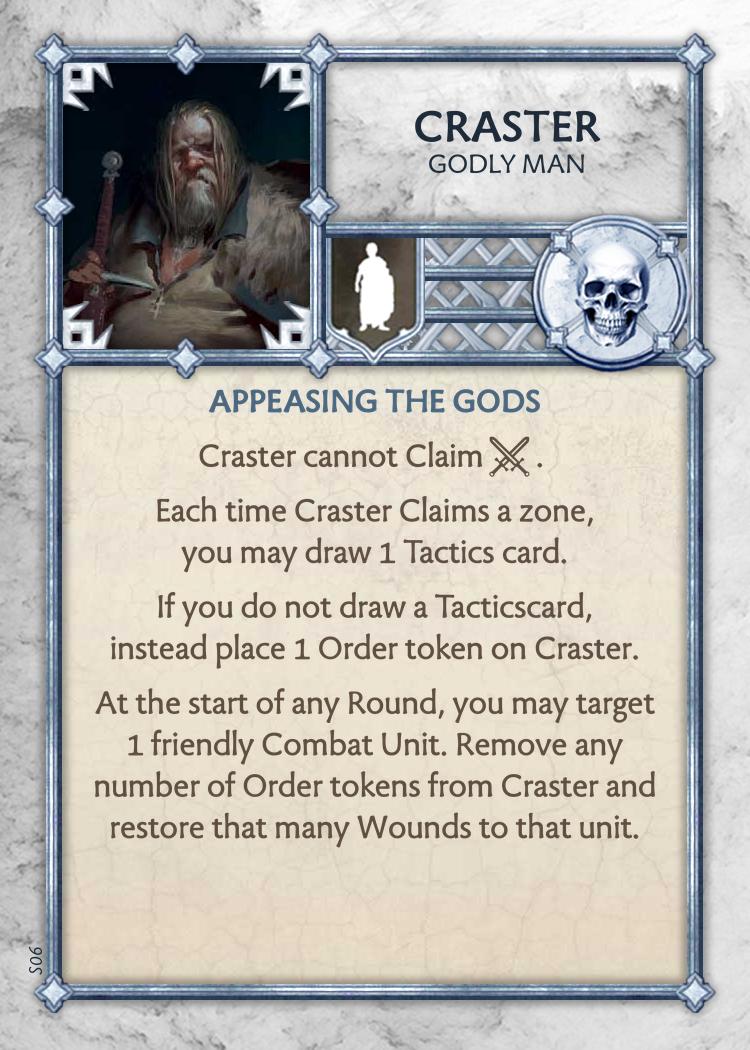 CRASTER
GODLY MAN
APPEASING THE GODS
Craster cannot Claim .
Each time Craster Claims a zone,
you may draw 1 Tactics card.
If you do not draw a Tacticscard,
instead place 1 Order token on Craster.
At the start of any Round, you may target
1 friendly Combat Unit. Remove any
number of Order tokens from Craster and
restore that many Wounds to that unit.
S06